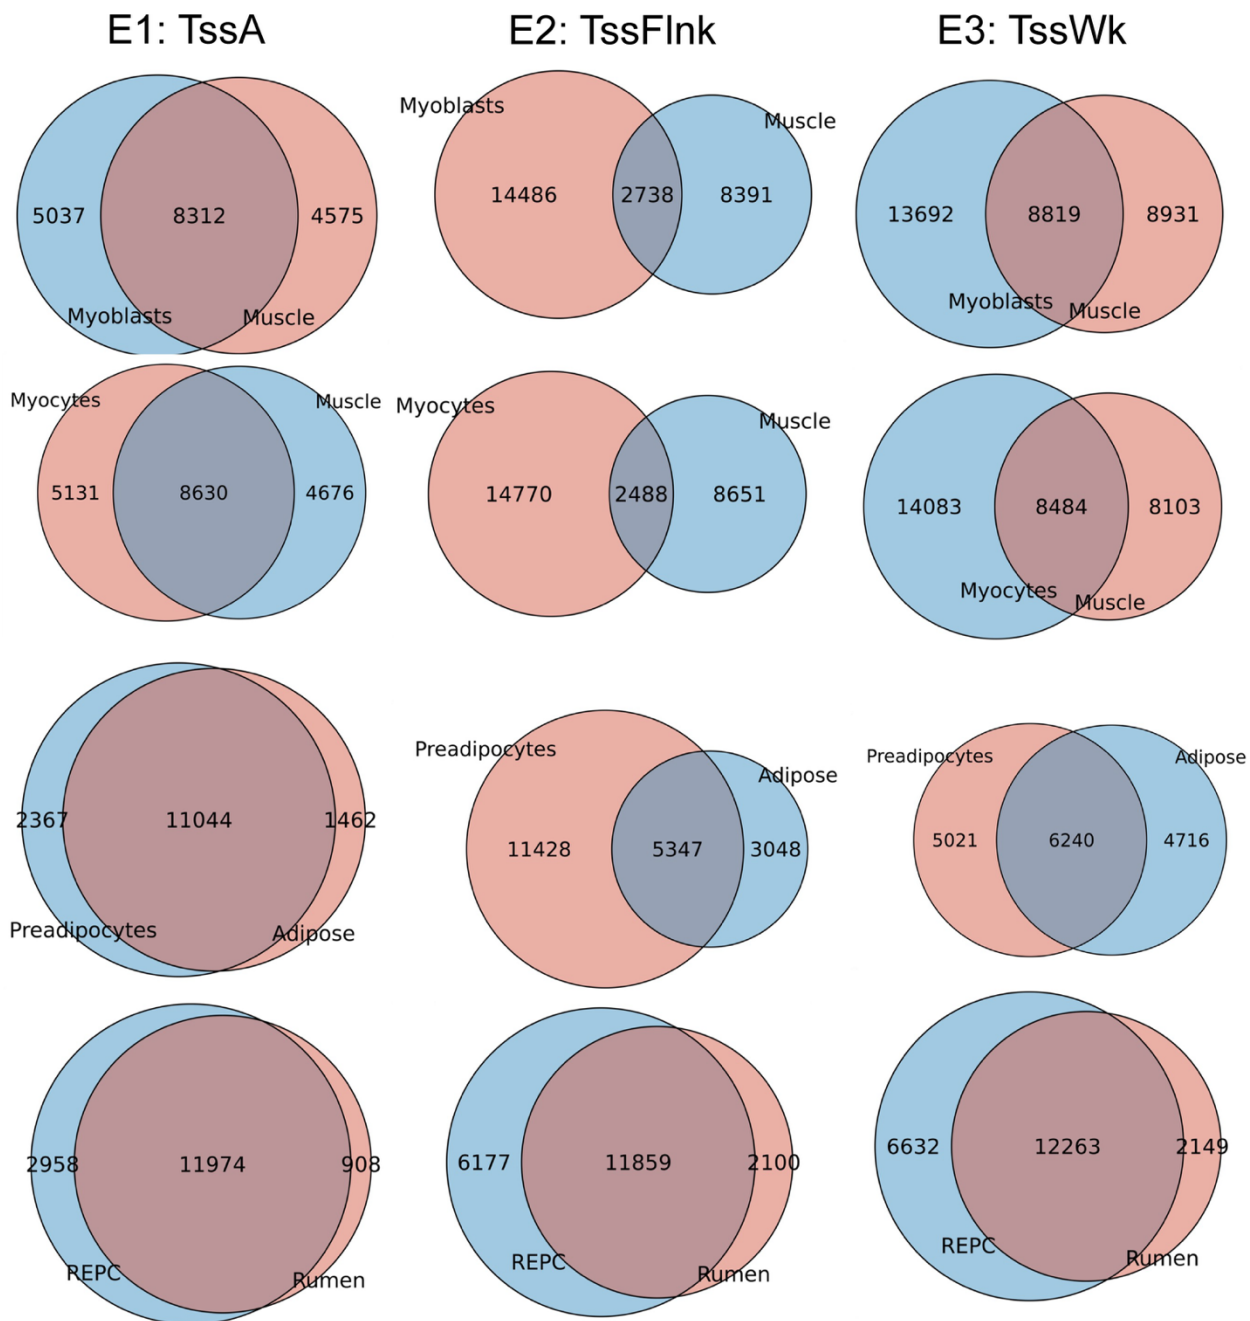 E1: TssA
E2: TssFlnk
E3: TssWk
5037
8312
4575
Myoblasts
Muscle
Myoblasts
Muscle
14486
2738
8391
13692
8819
8931
Myoblasts
Muscle
Myocytes
Muscle
5131
8630
4676
Myocytes
Muscle
14770
2488
8651
14083
8484
8103
Myocytes
Muscle
2367
11044
1462
Preadipocytes
Adipose
Preadipocytes
Adipose
11428
5347
3048
Preadipocytes
Adipose
5021
6240
4716
2958
11974
908
REPC
Rumen
6177
11859
2100
REPC
Rumen
6632
12263
2149
REPC
Rumen